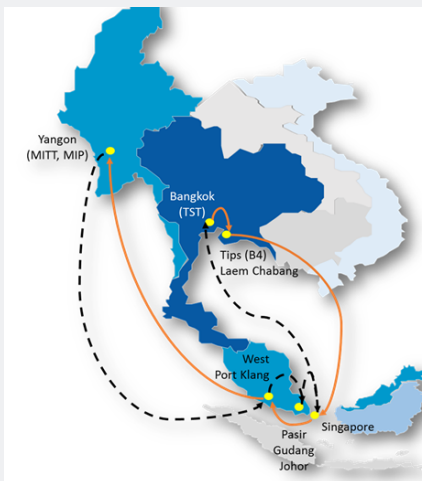 Yangon
(MITT, MIP)
Bangkok
(TST)
Tips (B4)
Laem Chabang
West
Port Klang
Singapore
Pasir
Gudang
Johor